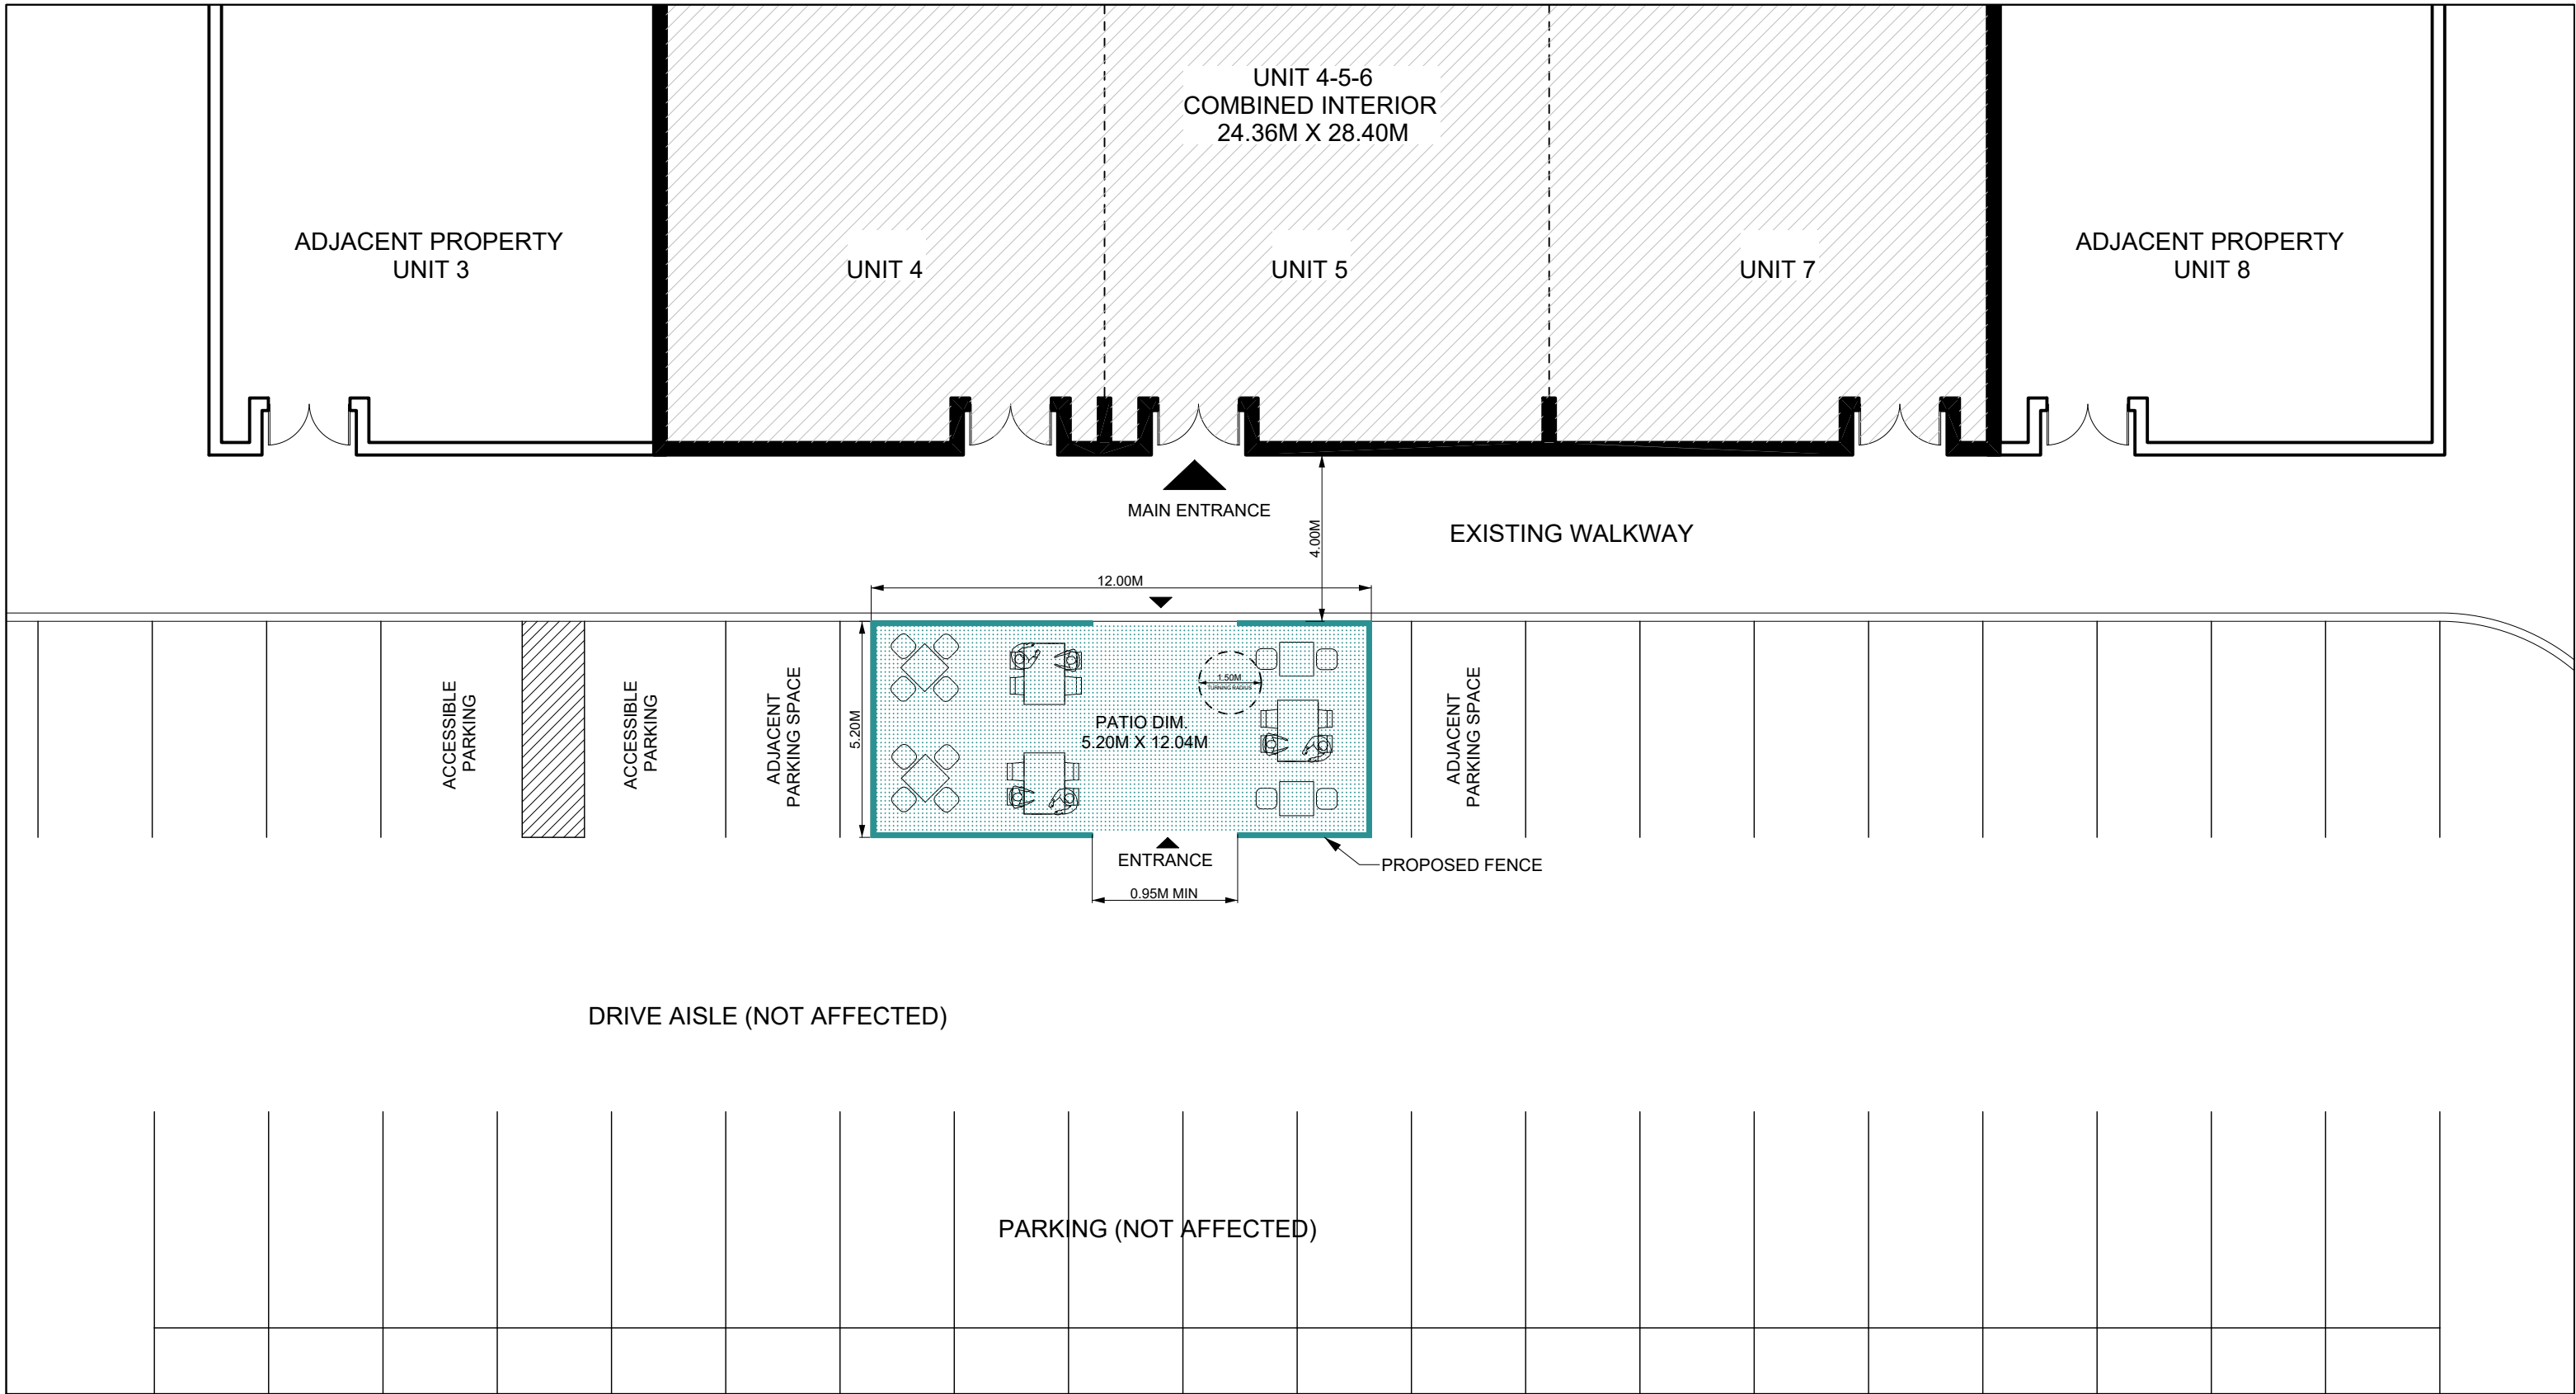 UNIT 4-5-6
COMBINED INTERIOR
24.36M X 28.40M
ADJACENT PROPERTY
UNIT 3
UNIT 4
UNIT 5
UNIT 7
ADJACENT PROPERTY
UNIT 8
MAIN ENTRANCE
4.00M
EXISTING WALKWAY
12.00M
ACCESSIBLE
PARKING
ACCESSIBLE
PARKING
ADJACENT
PARKING SPACE
5.20M
1.50M
TURNING RADIUS
PATIO DIM.
5.20M X 12.04M
ADJACENT
PARKING SPACE
ENTRANCE
PROPOSED FENCE
0.95M MIN
DRIVE AISLE (NOT AFFECTED)
PARKING (NOT AFFECTED)